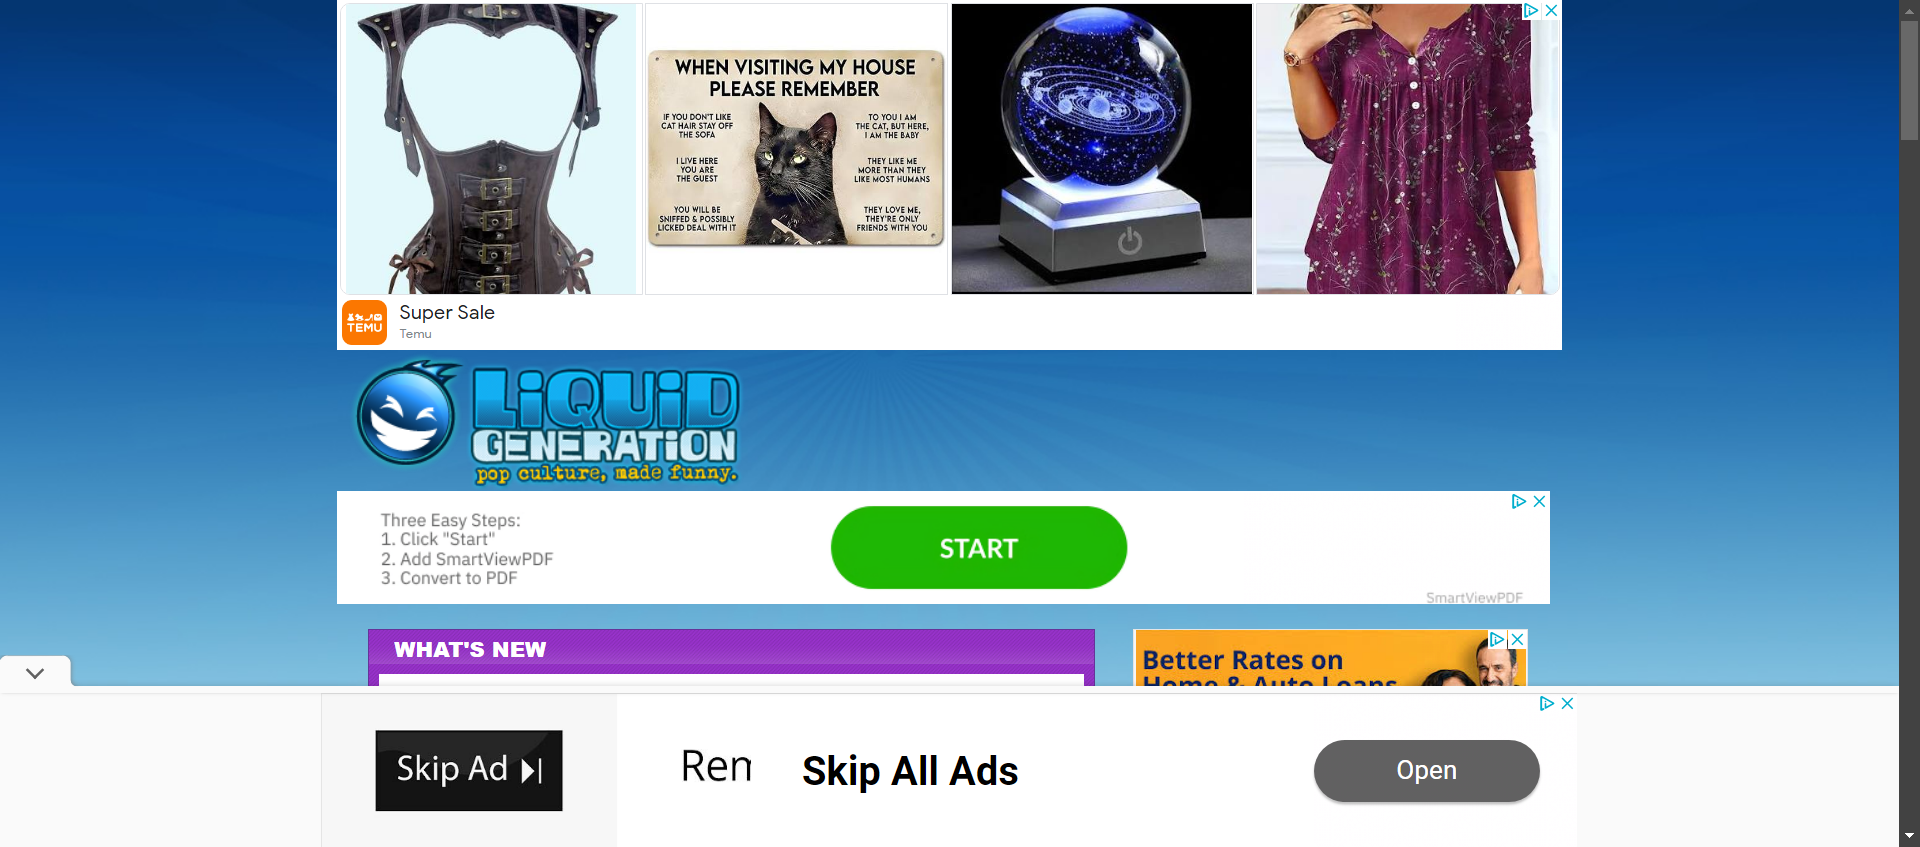 WHEN VISITING MY HOUSE
PLEASE REMEMBER
IF YOU DON'T LIKE
CAT HAIR STAY OFF
THE SOFA
TO YOU I AM
THE CAT, BUT HERE,
I AM THE BABY
I LIVE HERE
YOU ARE
THE GUEST
THEY LIKE ME
MORE THAN THEY
LIKE MOST HUMANS
YOU WILL BE
SNIFFED & POSSIBLY
LICKED DEAL WITH IT
THEY LOVE ME,
THEY'RE ONLY
FRIENDS WITH YOU
TEMU
Super Sale
Temu
LiQUiD
GENERATiON
pop culture, made funny.
Three Easy Steps:
1. Click "Start"
2. Add SmartViewPDF
3. Convert to PDF
START
SmartViewPDF
WHAT'S NEW
Better Rates on
Home & Auto Loans
Skip Ad
Ren
Skip All Ads
Open